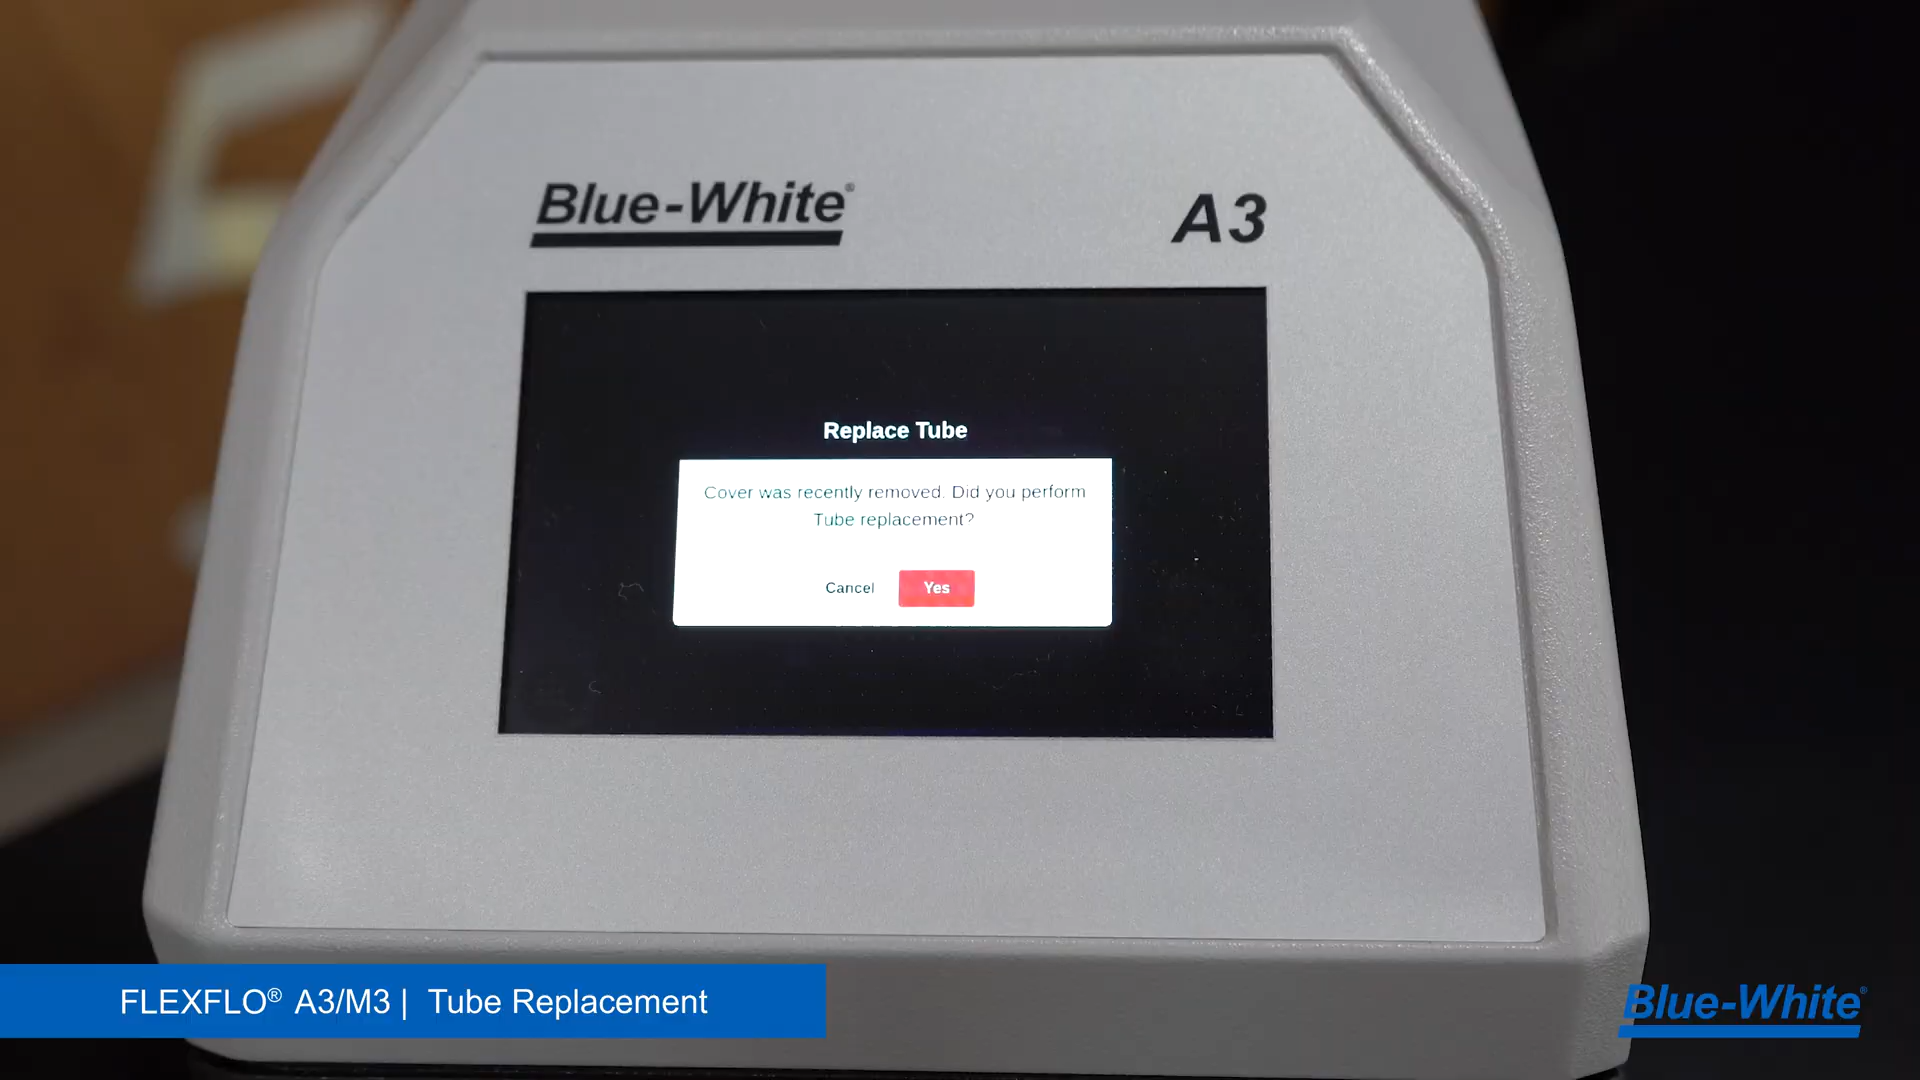 Blue-White®
A3
Replace Tube
Cover was recently removed. Did you perform
Tube replacement?
Cancel
Yes
FLEXFLO® A3/M3 | Tube Replacement
Blue-White®